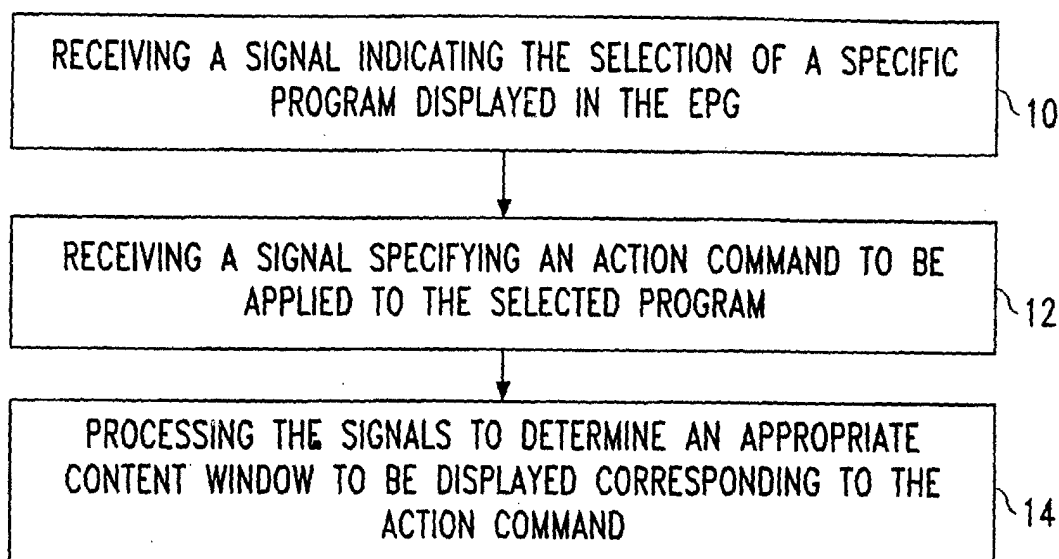 RECEIVING A SIGNAL INDICATING THE SELECTION OF A SPECIFIC
PROGRAM DISPLAYED IN THE EPG
10
RECEIVING A SIGNAL SPECIFYING AN ACTION COMMAND TO BE
APPLIED TO THE SELECTED PROGRAM
12
PROCESSING THE SIGNALS TO DETERMINE AN APPROPRIATE
CONTENT WINDOW TO BE DISPLAYED CORRESPONDING TO THE
ACTION COMMAND
14